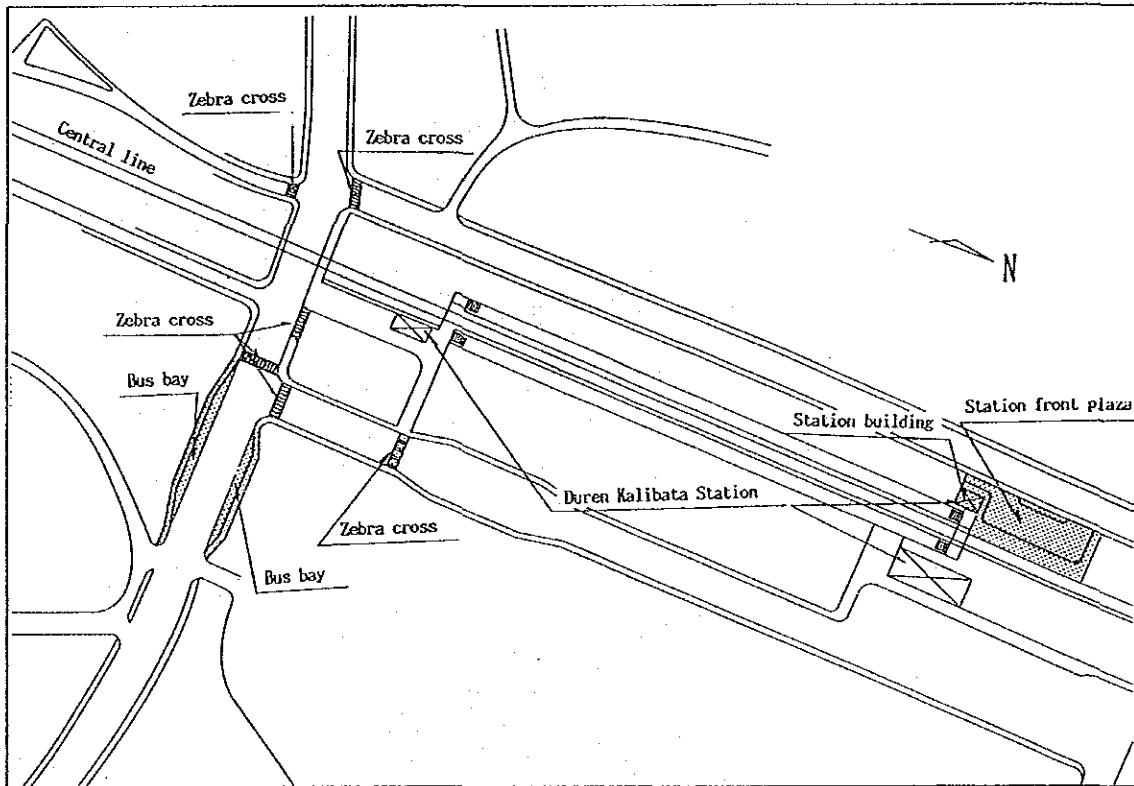 Zebra cross
Zebra cross
Central line
N
Zebra cross
Bus bay
Station building
Station front plaza
Duren Kalibata Station
Zebra cross
Bus bay